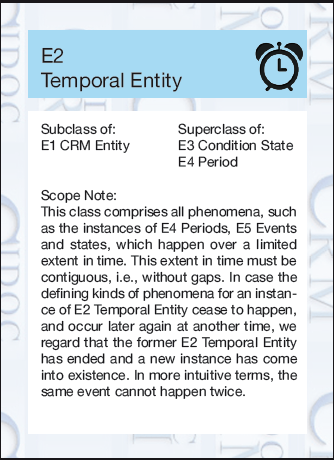 E2
Temporal Entity
Subclass of:
E1 CRM Entity
Superclass of:
E3 Condition State
E4 Period
Scope Note:
This class comprises all phenomena, such
as the instances of E4 Periods, E5 Events
and states, which happen over a limited
extent in time. This extent in time must be
contiguous, i.e., without gaps. In case the
defining kinds of phenomena for an instan-
ce of E2 Temporal Entity cease to happen,
and occur later again at another time, we
regard that the former E2 Temporal Entity
has ended and a new instance has come
into existence. In more intuitive terms, the
same event cannot happen twice.